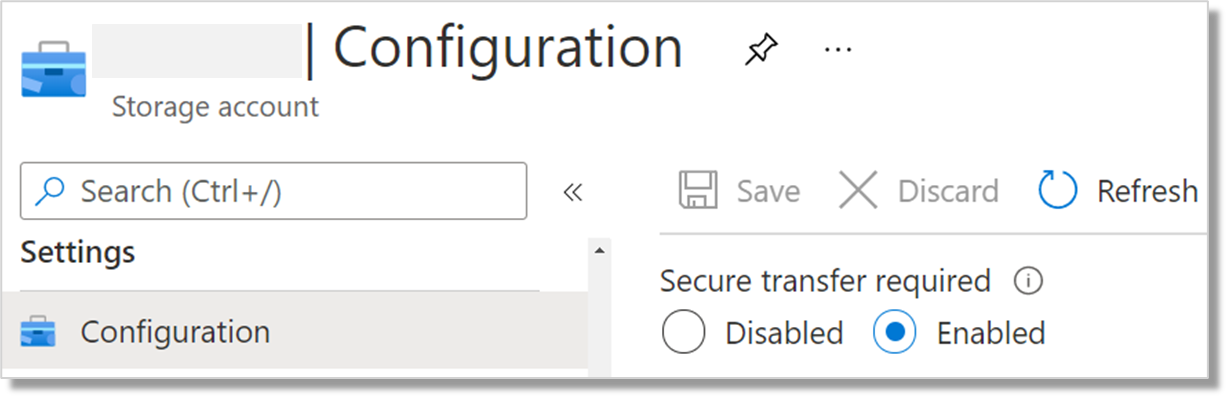 | Configuration ...
Storage account
Search (Ctrl+/)
«
Save Discard Refresh
Settings
Secure transfer required
Configuration
Disabled Enabled